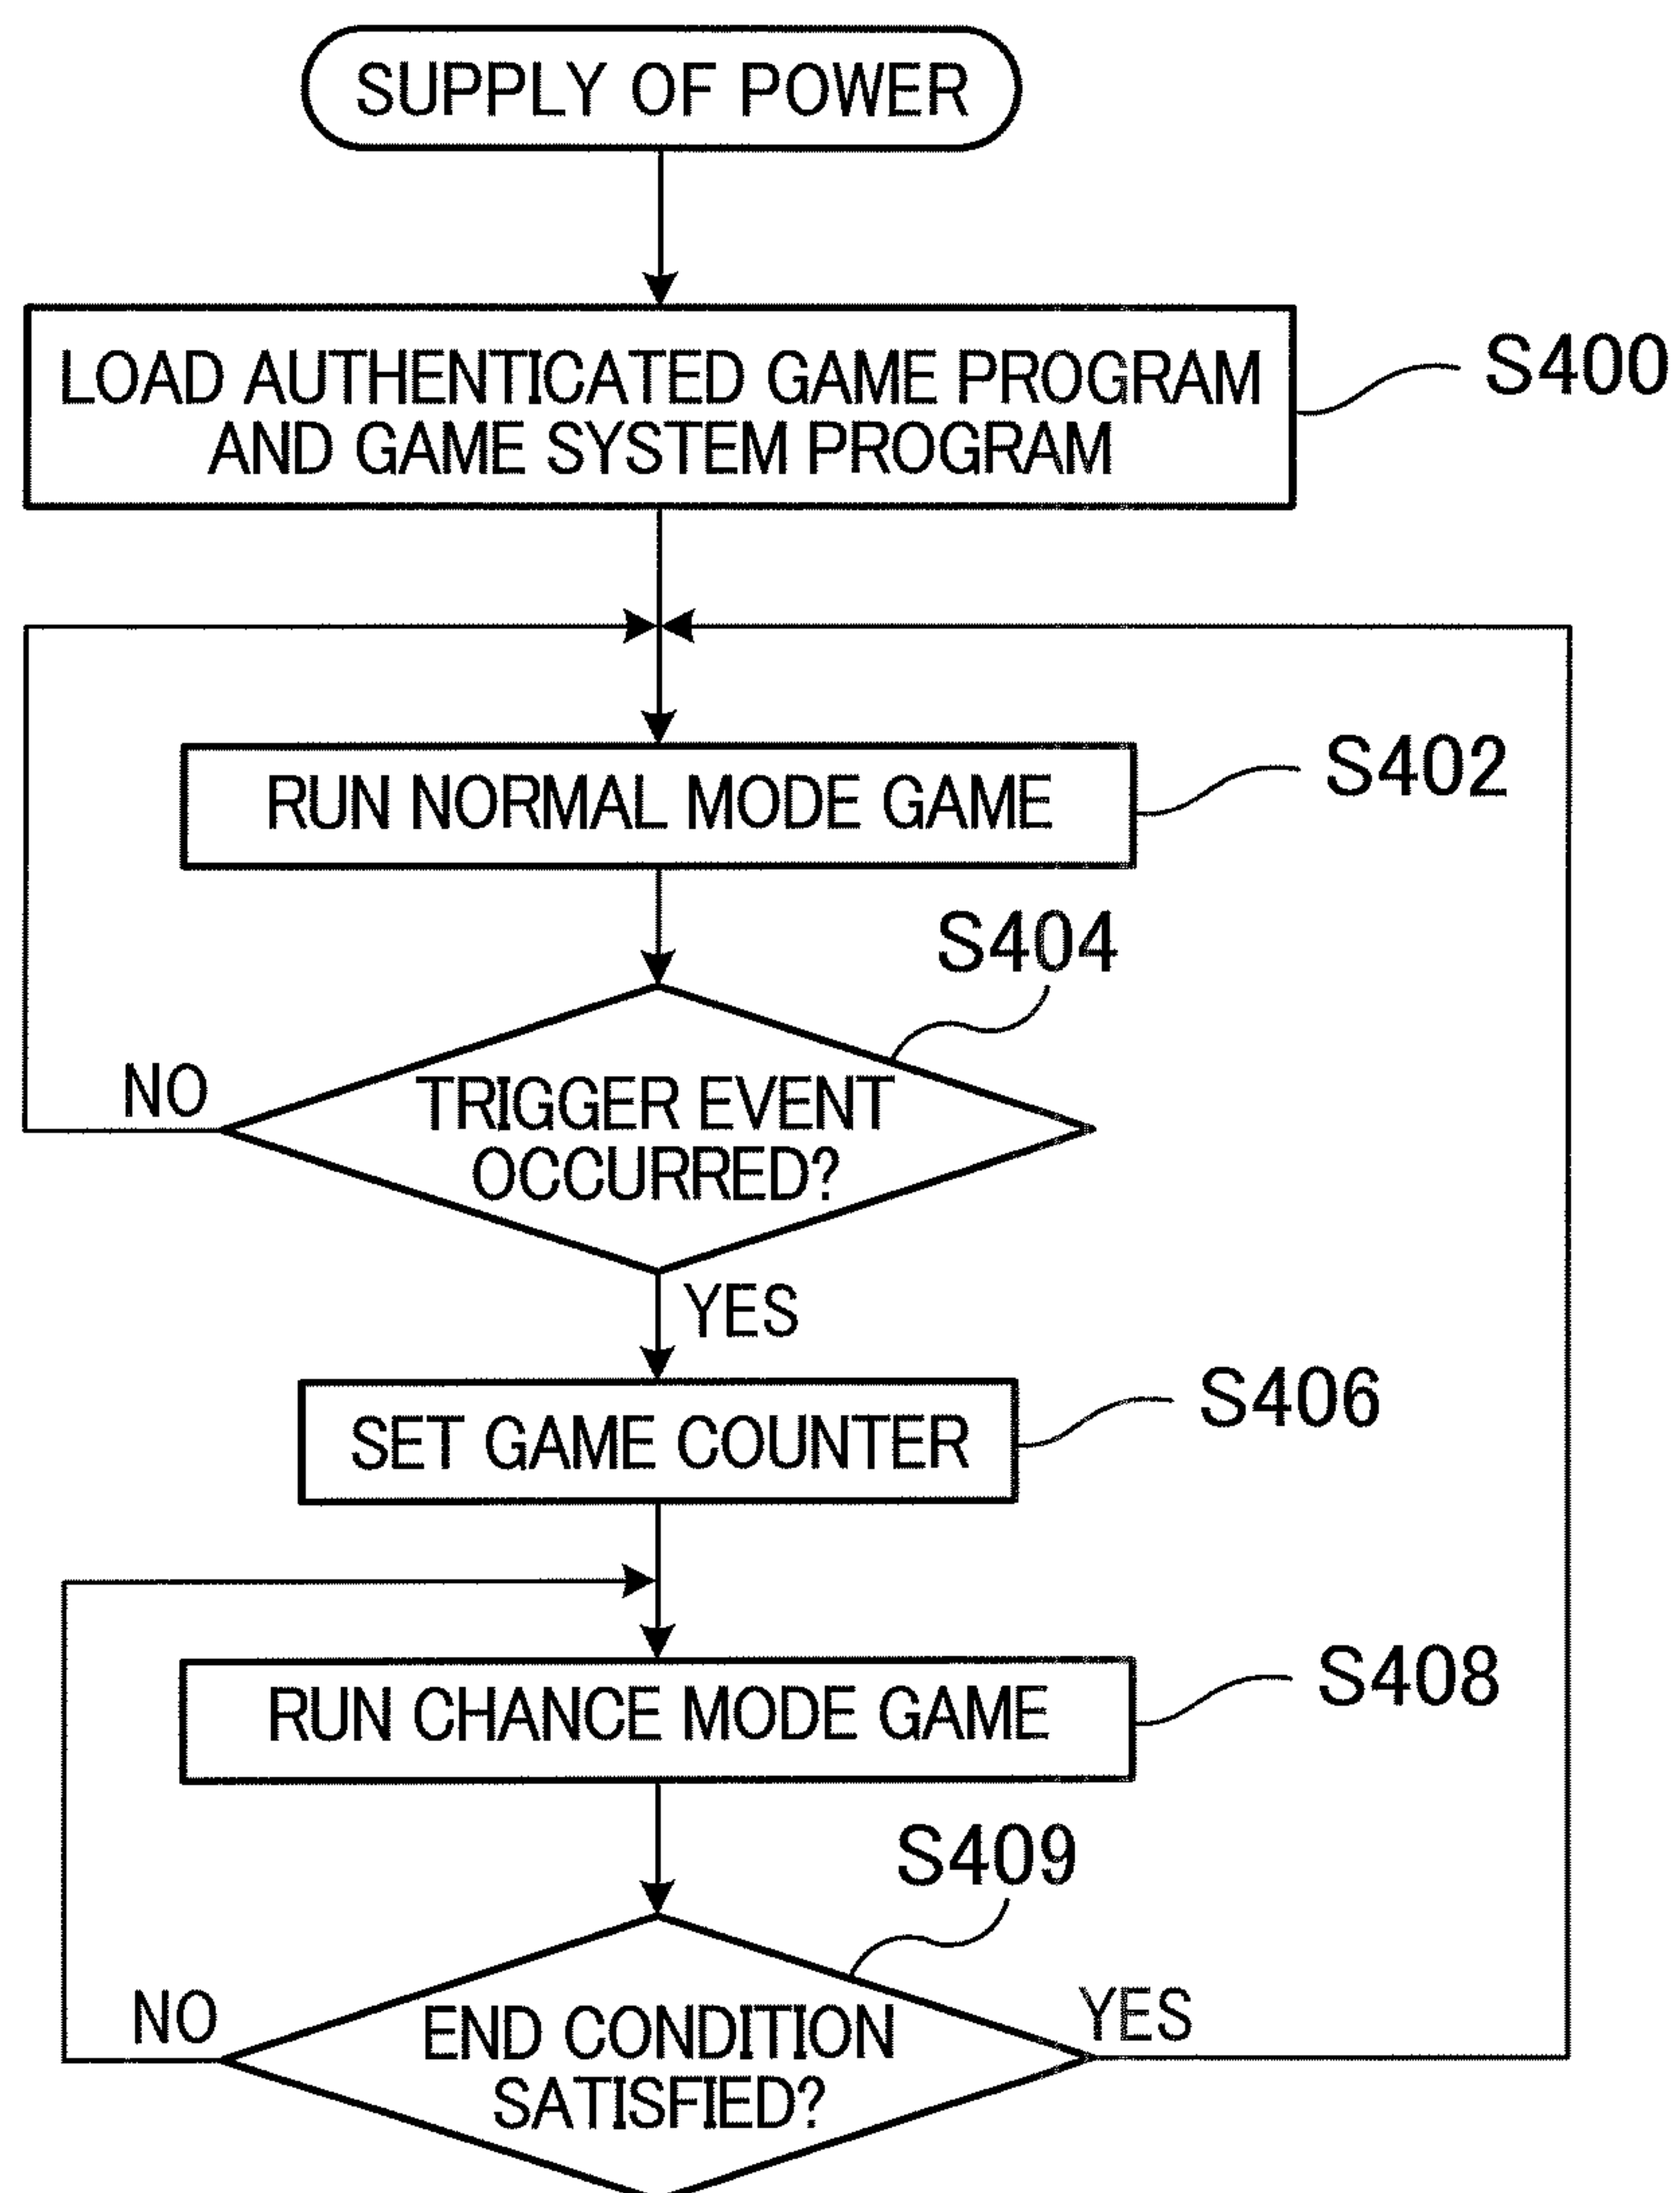 SUPPLY OF POWER
LOAD AUTHENTICATED GAME PROGRAM
AND GAME SYSTEM PROGRAM
S400
RUN NORMAL MODE GAME
S402
S404
NO
TRIGGER EVENT
OCCURRED?
YES
SET GAME COUNTER
S406
RUN CHANCE MODE GAME
S408
S409
NO
END CONDITION
SATISFIED?
YES